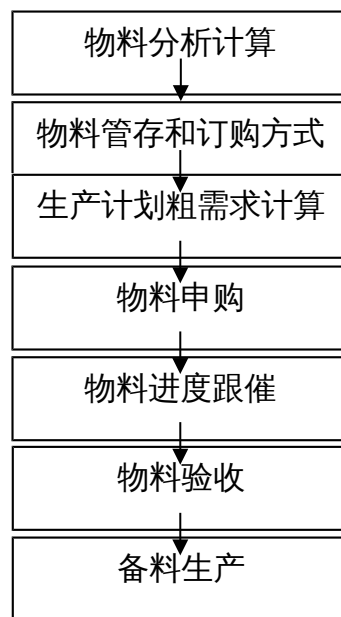 物料分析计算
物料管存和订购方式
生产计划粗需求计算
物料申购
物料进度跟催
物料验收
备料生产